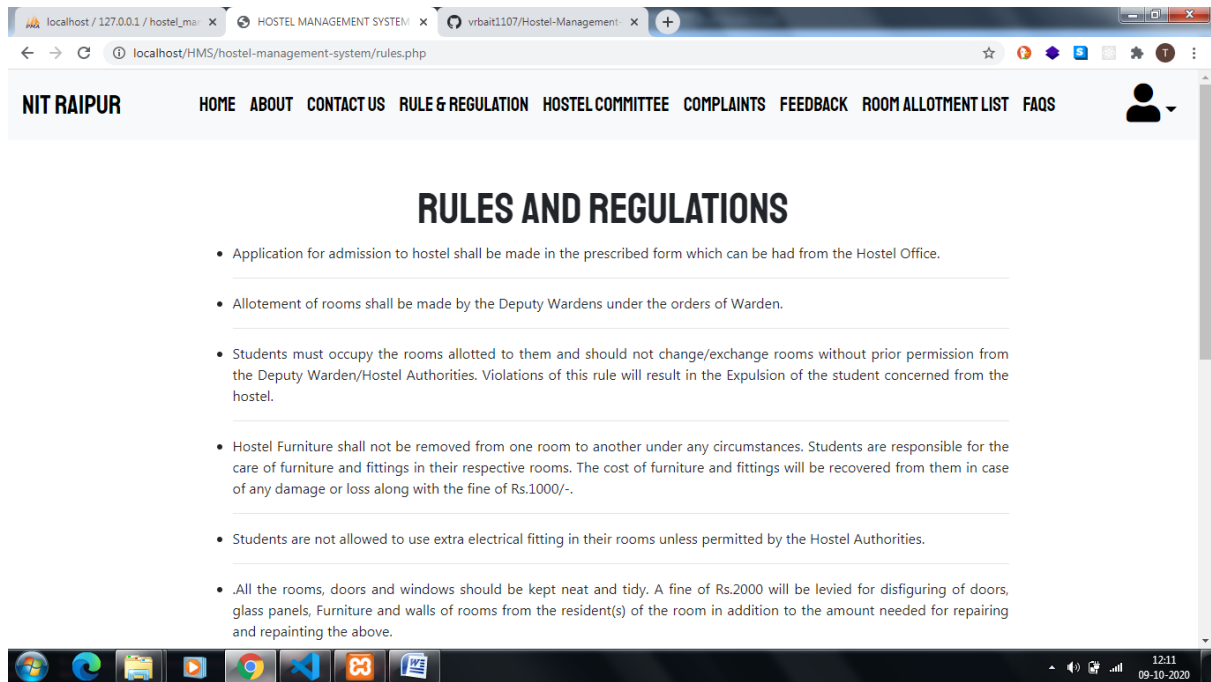 localhost / 127.0.0.1 / hostel_ma
HOSTEL MANAGEMENT SYSTEM
vrbait1107/Hostel-Management-
localhost/HMS/hostel-management-system/rules.php
T
NIT RAIPUR HOME ABOUT CONTACT US RULE & REGULATION HOSTEL COMMITTEE COMPLAINTS FEEDBACK ROOM ALLOTMENT LIST FAQS
RULES AND REGULATIONS
• Application for admission to hostel shall be made in the prescribed form which can be had from the Hostel Office.
• Allotement of rooms shall be made by the Deputy Wardens under the orders of Warden.
• Students must occupy the rooms allotted to them and should not change/exchange rooms without prior permission from
the Deputy Warden/Hostel Authorities. Violations of this rule will result in the Expulsion of the student concerned from the
hostel.
• Hostel Furniture shall not be removed from one room to another under any circumstances. Students are responsible for the
care of furniture and fittings in their respective rooms. The cost of furniture and fittings will be recovered from them in case
of any damage or loss along with the fine of Rs.1000/-.
• Students are not allowed to use extra electrical fitting in their rooms unless permitted by the Hostel Authorities.
• .All the rooms, doors and windows should be kept neat and tidy. A fine of Rs.2000 will be levied for disfiguring of doors,
glass panels, Furniture and walls of rooms from the resident(s) of the room in addition to the amount needed for repairing
and repainting the above.
12:11
09-10-2020